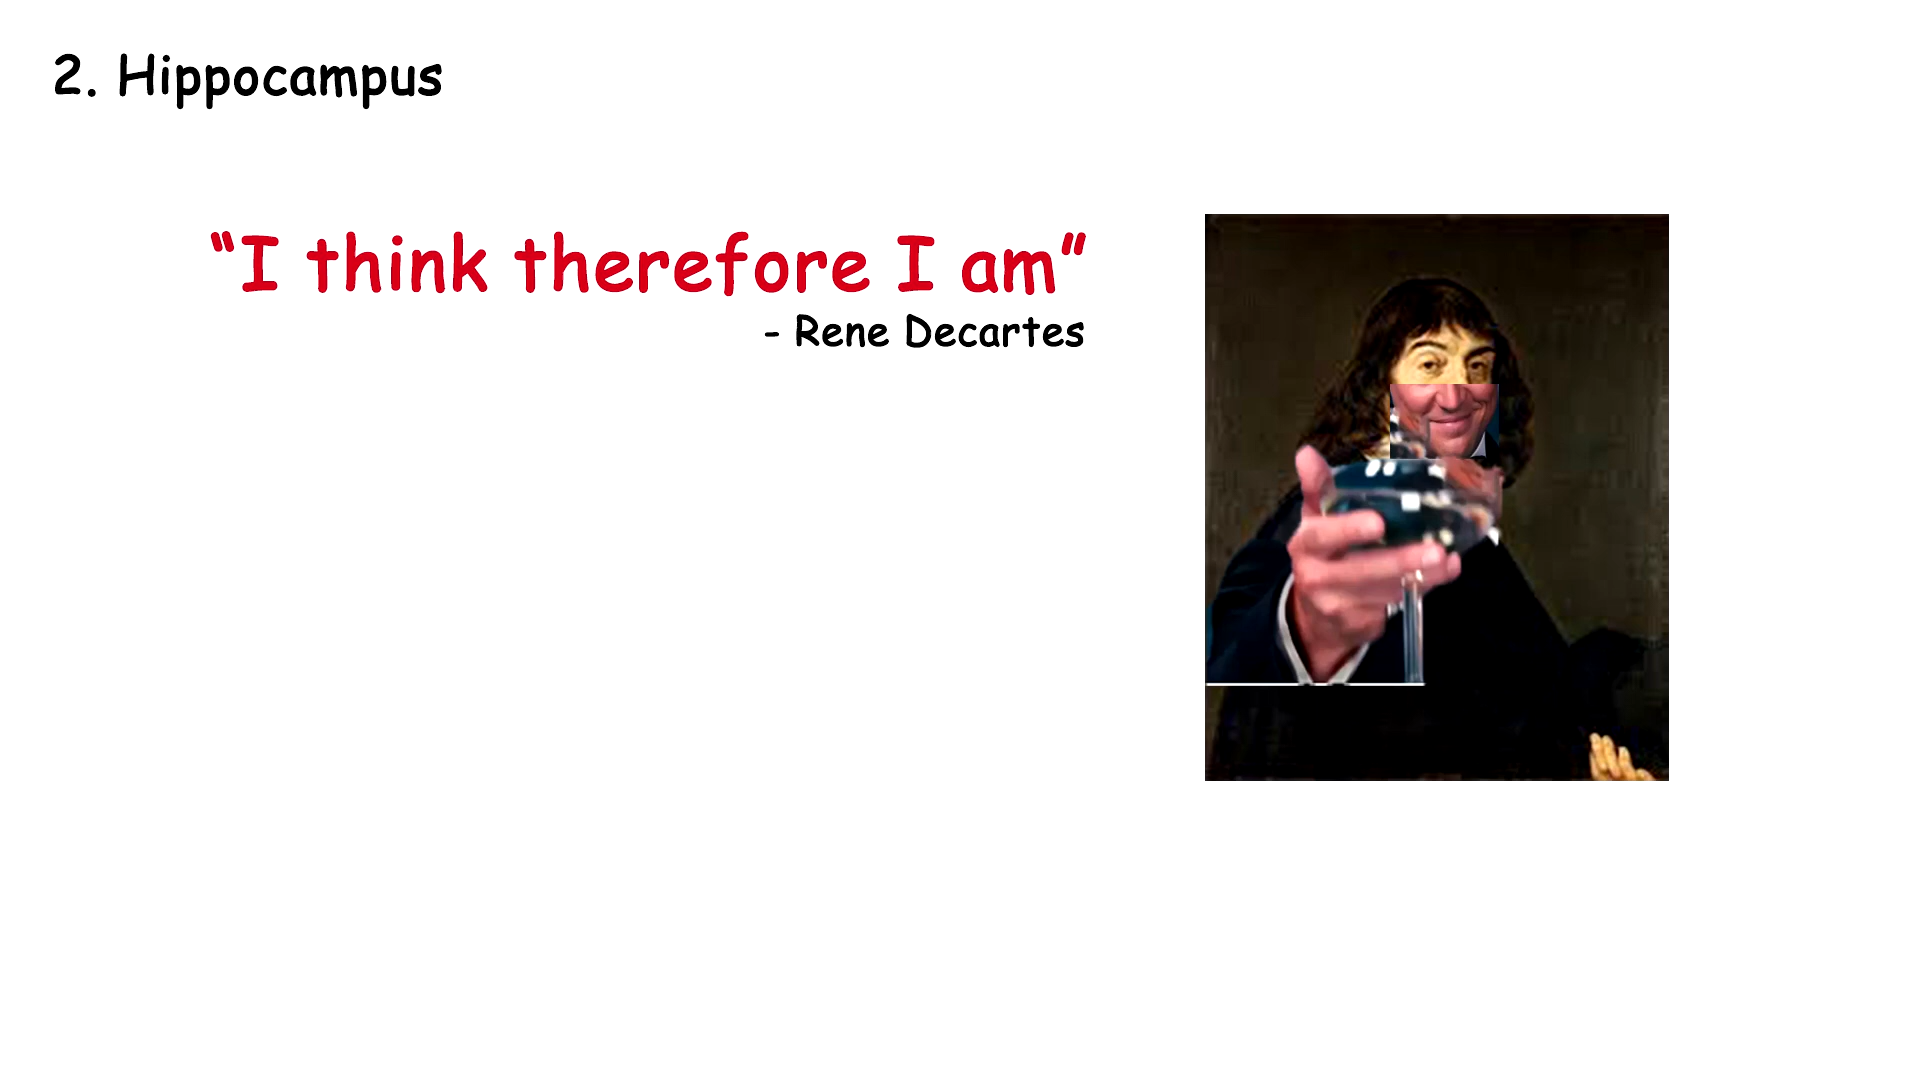 2. Hippocampus
“I think therefore I am”
- Rene Decartes